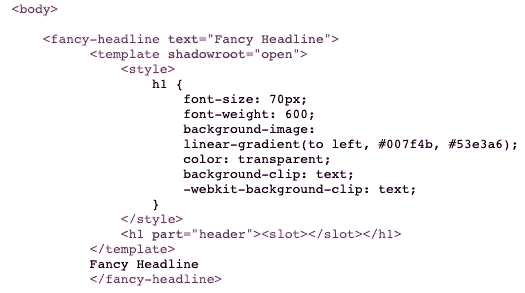 <body>
<fancy-headline text="Fancy Headline">
<template shadowroot="open">
<style>
h1 {
font-size: 70px;
font-weight: 600;
background-image:
linear-gradient(to left, #007f4b, #53e3a6);
color: transparent;
background-clip: text;
-webkit-background-clip: text;
}
</style>
<h1 part="header"><slot></slot></h1>
</template>
Fancy Headline
</fancy-headline>